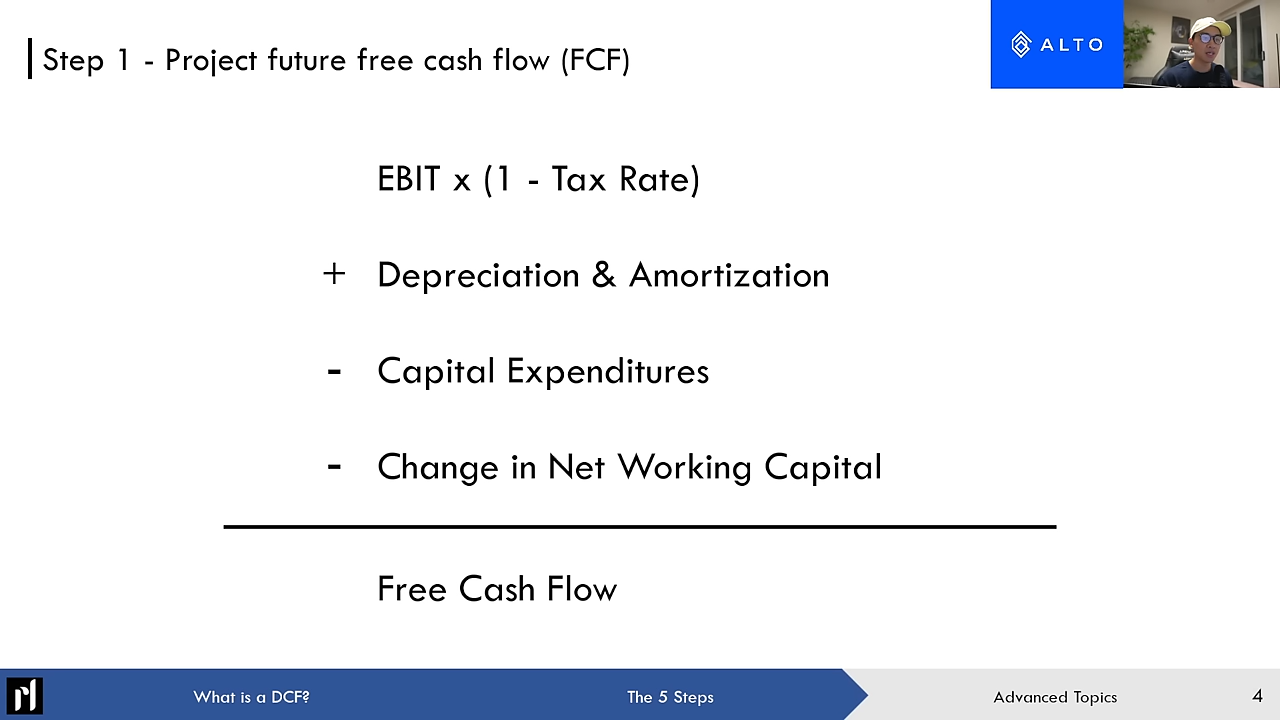 Step 1 - Project future free cash flow (FCF)
ALTO
EBIT x (1 - Tax Rate)
+ Depreciation & Amortization
- Capital Expenditures
- Change in Net Working Capital
Free Cash Flow
rl
What is a DCF?
The 5 Steps
Advanced Topics
4